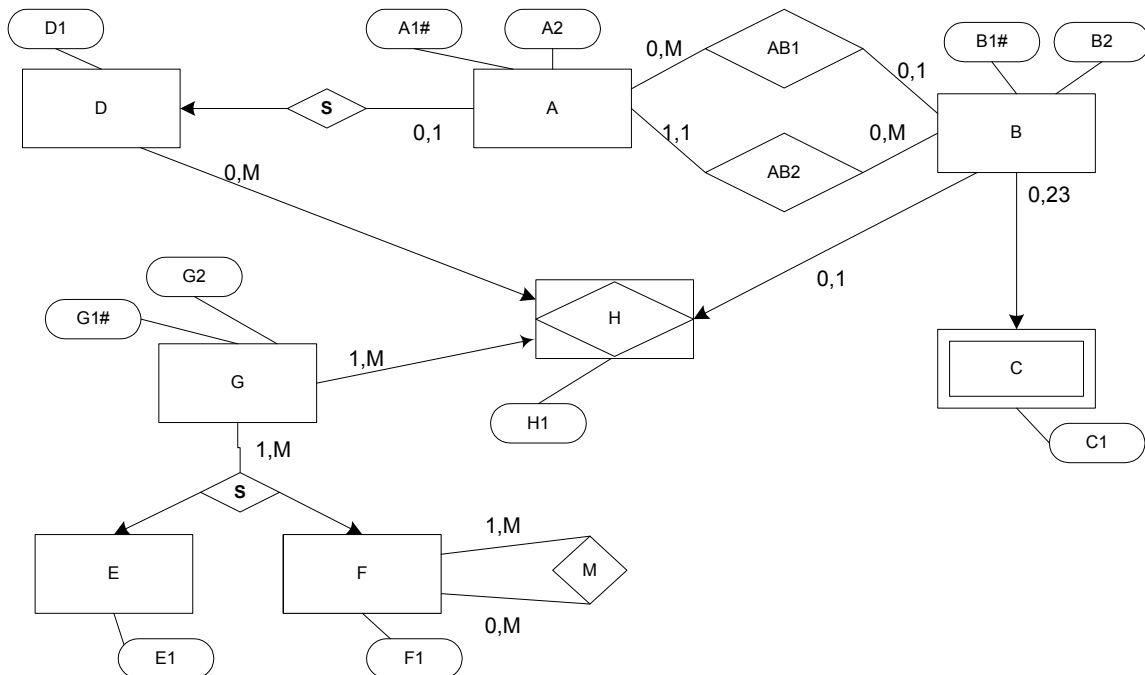 D1
A1#
A2
B1#
B2
D
S
A
AB1
B
0,1
0,M
0,1
1,1
0,M
AB2
0,23
0,M
0,1
G2
G1#
H
1,M
G
H1
C
C1
1,M
S
E
F
1,M
M
0,M
E1
F1